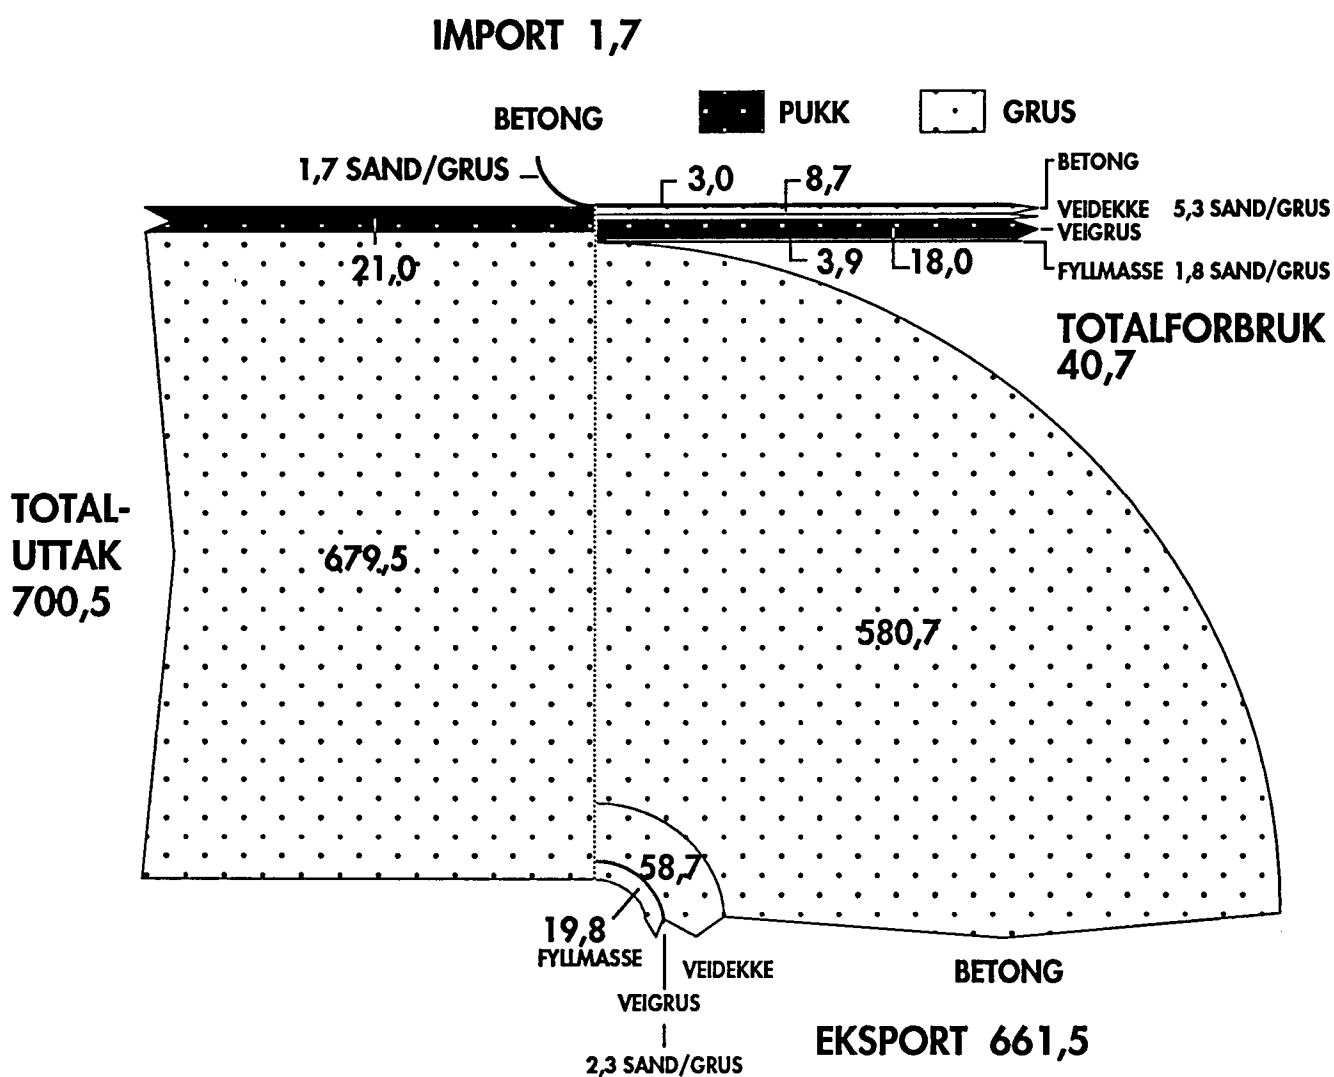 IMPORT 1,7
PUKK
GRUS
BETONG
1,7 SAND/GRUS
3,0
8,7
BETONG
VEIDEKKE 5,3 SAND/GRUS
VEIGRUS
21,0
3,9
18,0
FYLLMASSE 1,8 SAND/GRUS
TOTALFORBRUK
40,7
TOTAL-
UTTAK
700,5
679,5
580,7
58,7
19,8
FYLLMASSE
VEIDEKKE
BETONG
VEIGRUS
EKSPORT 661,5
2,3 SAND/GRUS